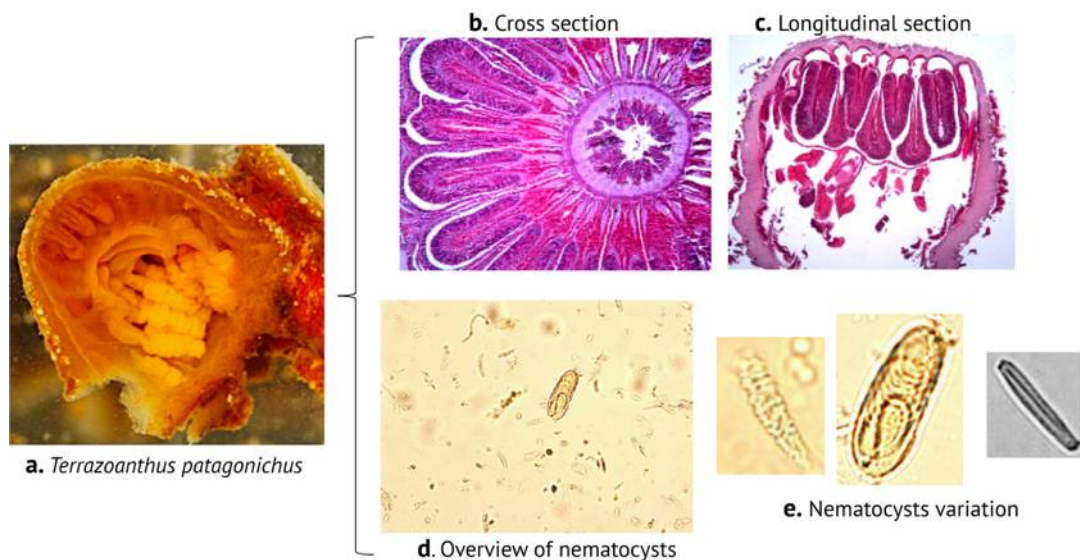 b. Cross section
c. Longitudinal section
a. Terrazoanthus patagonichus
d. Overview of nematocysts
e. Nematocysts variation